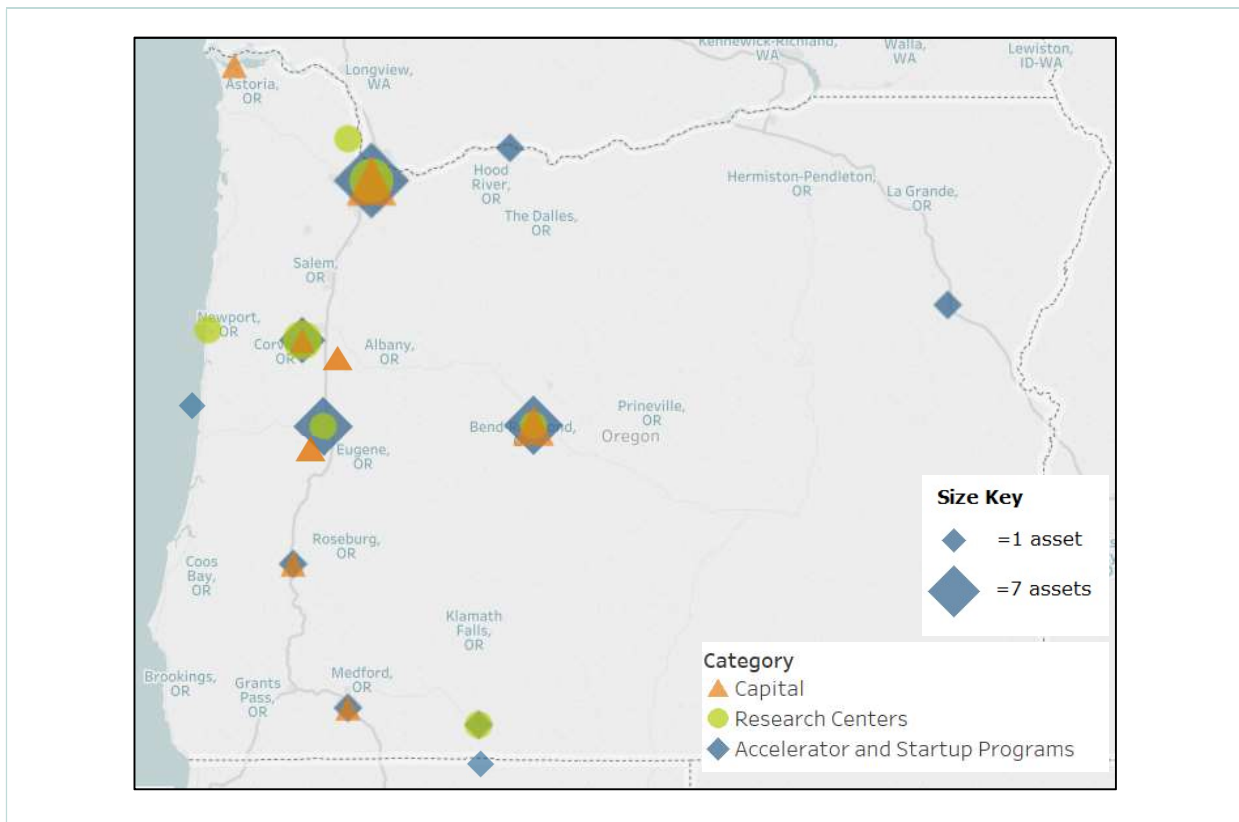 Kennewick-Richland,
WA
Walla,
WA
Lewiston,
ID-WA
Longview,
WA
Astoria,
OR
Hood
River,
OR
The Dalles,
OR
Hermiston-Pendleton,
OR
La Grande,
OR
Salem,
OR
Newport,
OR
OR
Albany,
OR
Prineville,
OR
Oregon
Eugene,
OR
Roseburg,
OR
Coos
Bay,
OR
Klamath
Falls,
OR
Brookings,
OR
Grants
Pass,
OR
Medford,
OR
Size Key
=1 asset
=7 assets
Category
Capital
Research Centers
Accelerator and Startup Programs